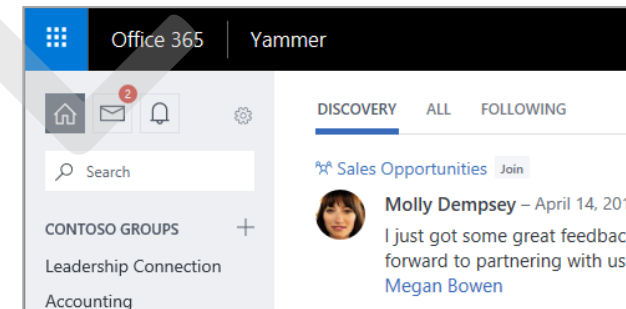 Office 365 Yammer
2
DISCOVERY ALL FOLLOWING
Search
Sales Opportunities Join
CONTOSO GROUPS
Molly Dempsey – April 14, 201
I just got some great feedbac
Leadership Connection
forward to partnering with us
Megan Bowen
Accounting